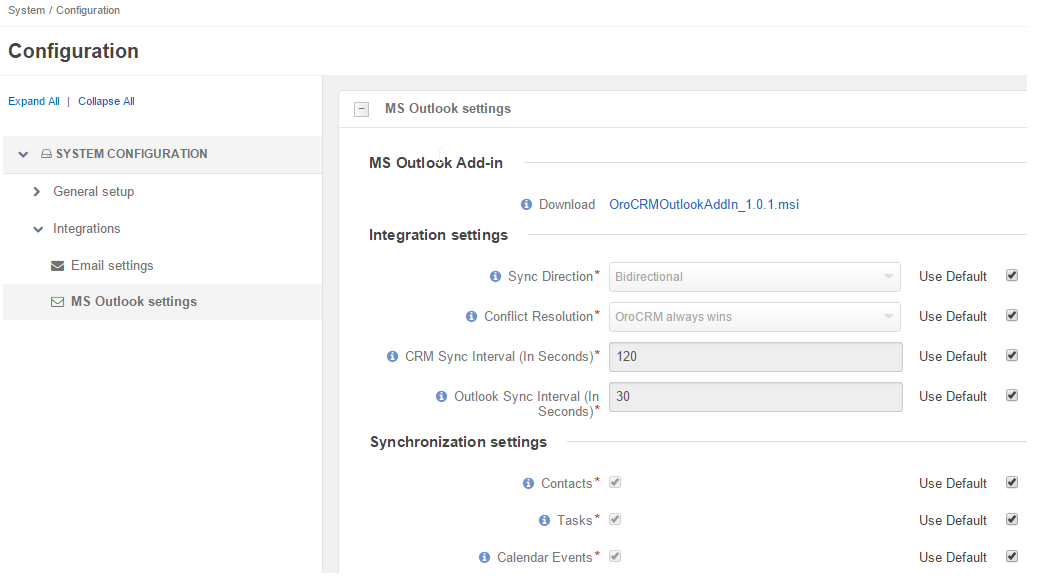 System / Configuration
Configuration
Expand All | Collapse All
SYSTEM CONFIGURATION
General setup
Integrations
Email settings
MS Outlook settings
MS Outlook settings
MS Outlook Add-in
Download OroCRMOutlookAddIn_1.0.1.msi
Integration settings
Sync Direction* Bidirectional Use Default
Conflict Resolution* OroCRM always wins Use Default
CRM Sync Interval (In Seconds)* 120 Use Default
Outlook Sync Interval (In 30 Use Default
Seconds)*
Synchronization settings
Contacts* Use Default
Tasks* Use Default
Calendar Events* Use Default